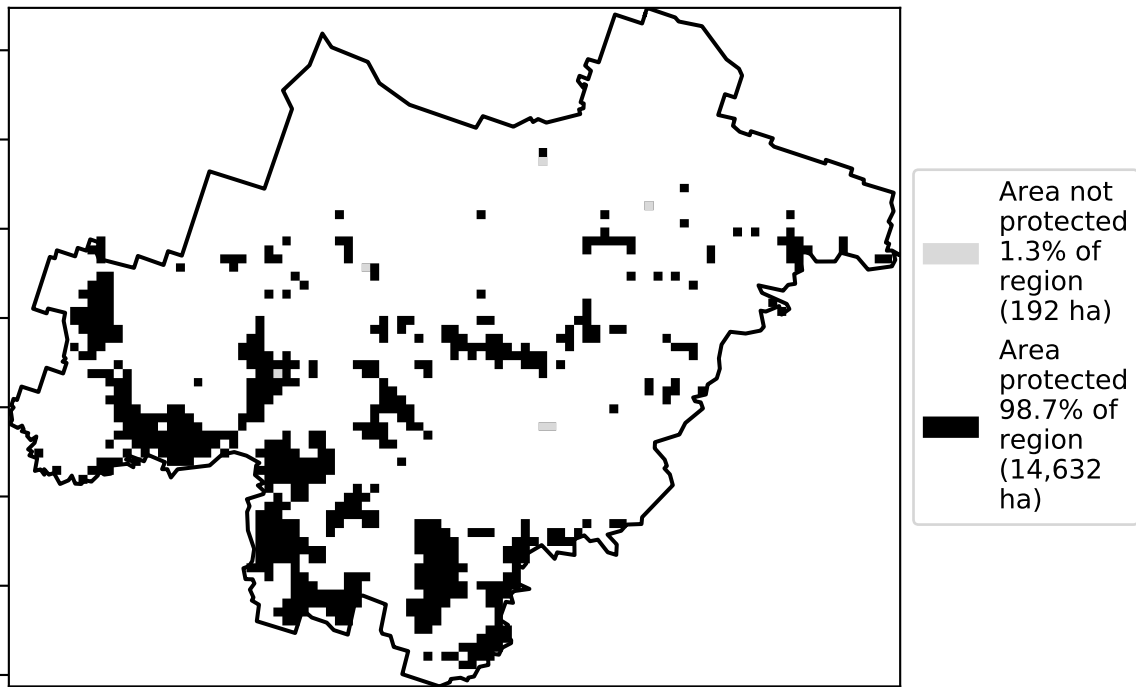 Area not
protected
1.3% of
region
(192 ha)
Area
protected
98.7% of
region
(14,632
ha)